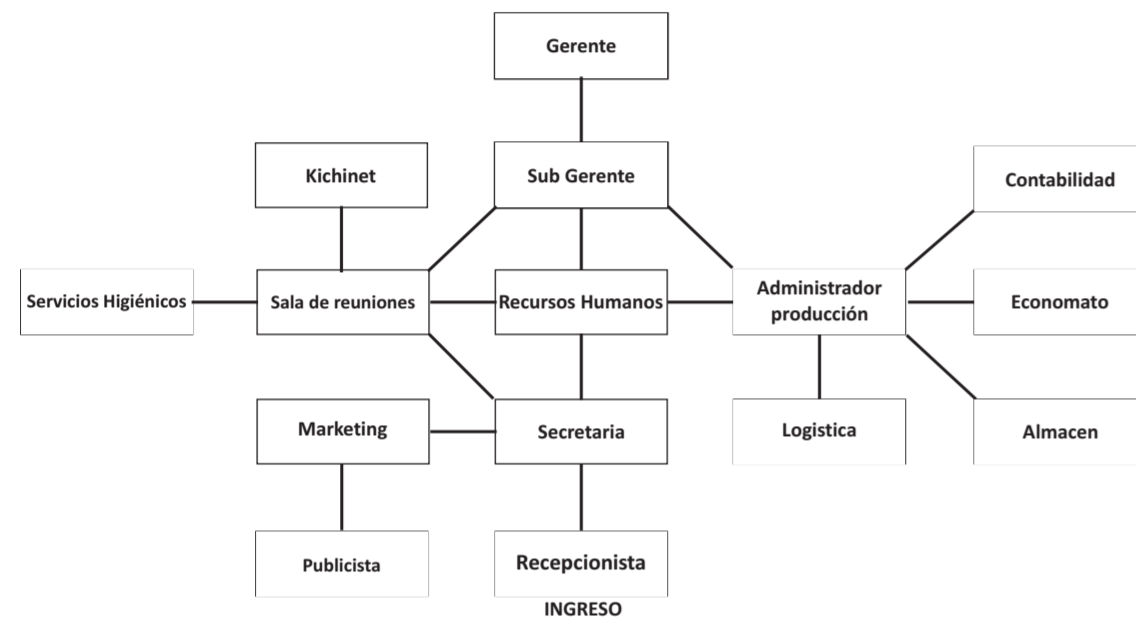 Gerente
Kichinet
Sub Gerente
Contabilidad
Servicios Higiénicos
Sala de reuniones
Recursos Humanos
Administrador
producción
Economato
Marketing
Secretaria
Logistica
Almacen
Publicista
Recepcionista
INGRESO